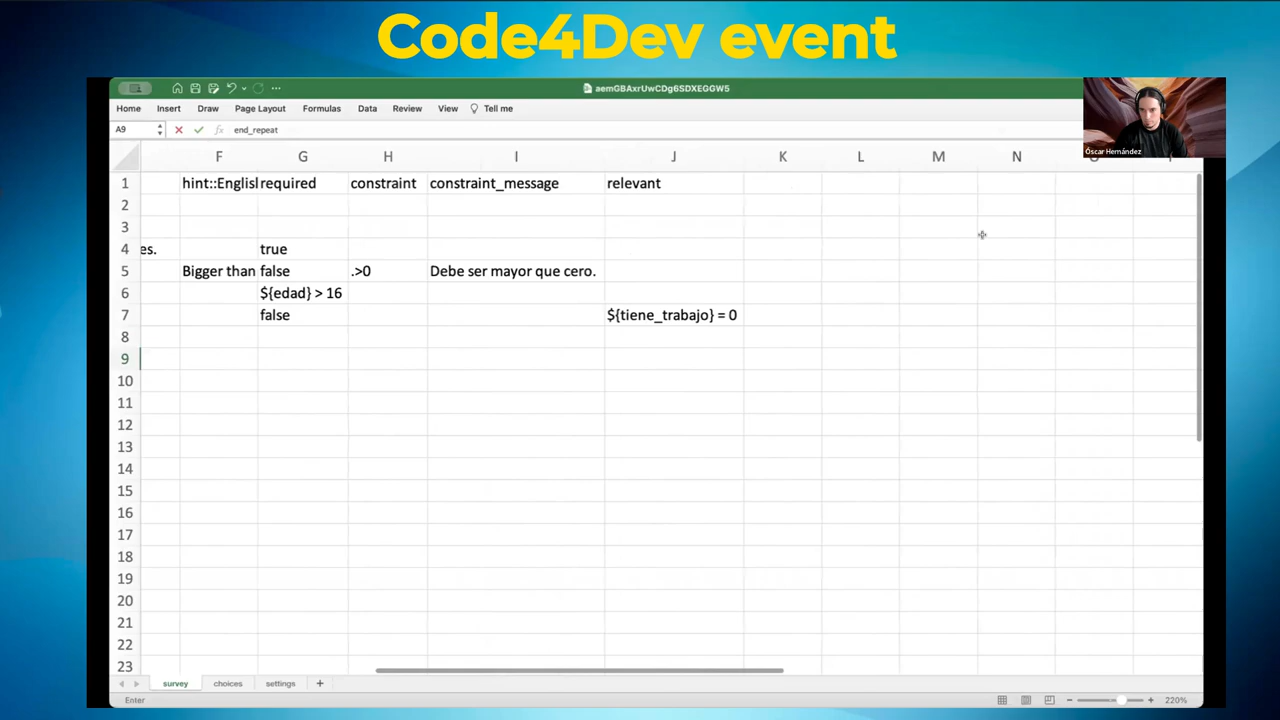 Code4Dev event
aemGBAxrUwCDg6SDXEGGW5
Home Insert Draw Page Layout Formulas Data Review View Tell me
A9 fx end_repeat
Óscar Hernández
F G H I J K L M N
1 hint::Englisl required constraint constraint_message relevant
2
3
4 es. true
5 Bigger than false .>0 Debe ser mayor que cero.
6 ${edad} > 16
7 false ${tiene_trabajo} = 0
8
9
10
11
12
13
14
15
16
17
18
19
20
21
22
23
survey choices settings +
Enter 220%